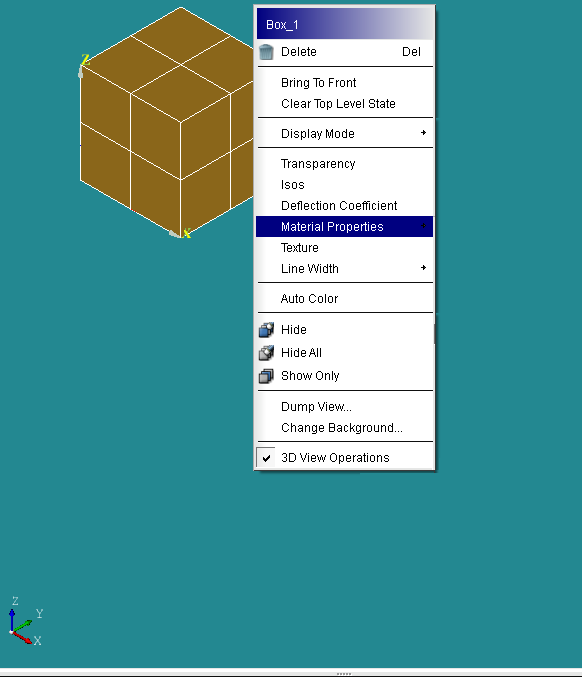 Box_1
Z
Delete Del
Bring To Front
Clear Top Level State
Display Mode
Transparency
Isos
Deflection Coefficient
Material Properties
X
Texture
Line Width
Auto Color
Hide
Hide All
Show Only
Dump View...
Change Background...
3D View Operations
Z
Y
X